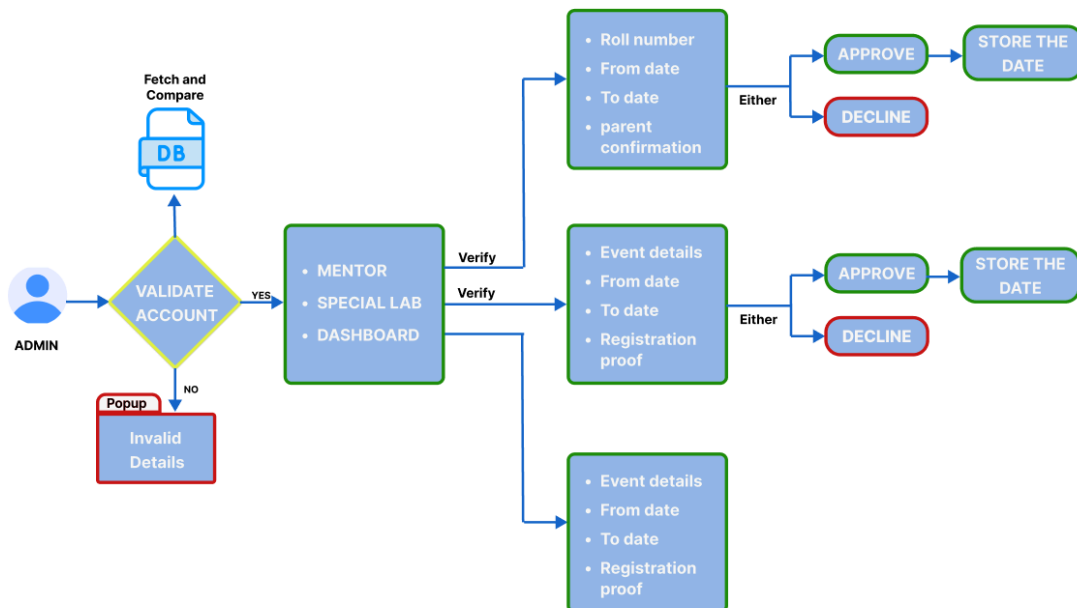 Fetch and
Compare
DB
ADMIN
VALIDATE
ACCOUNT
YES
NO
Popup
Invalid
Details
• MENTOR
• SPECIAL LAB
• DASHBOARD
Verify
Verify
• Roll number
• From date
• To date
• parent
confirmation
Either
APPROVE
STORE THE
DATE
DECLINE
• Event details
• From date
• To date
• Registration
proof
Either
APPROVE
STORE THE
DATE
DECLINE
• Event details
• From date
• To date
• Registration
proof